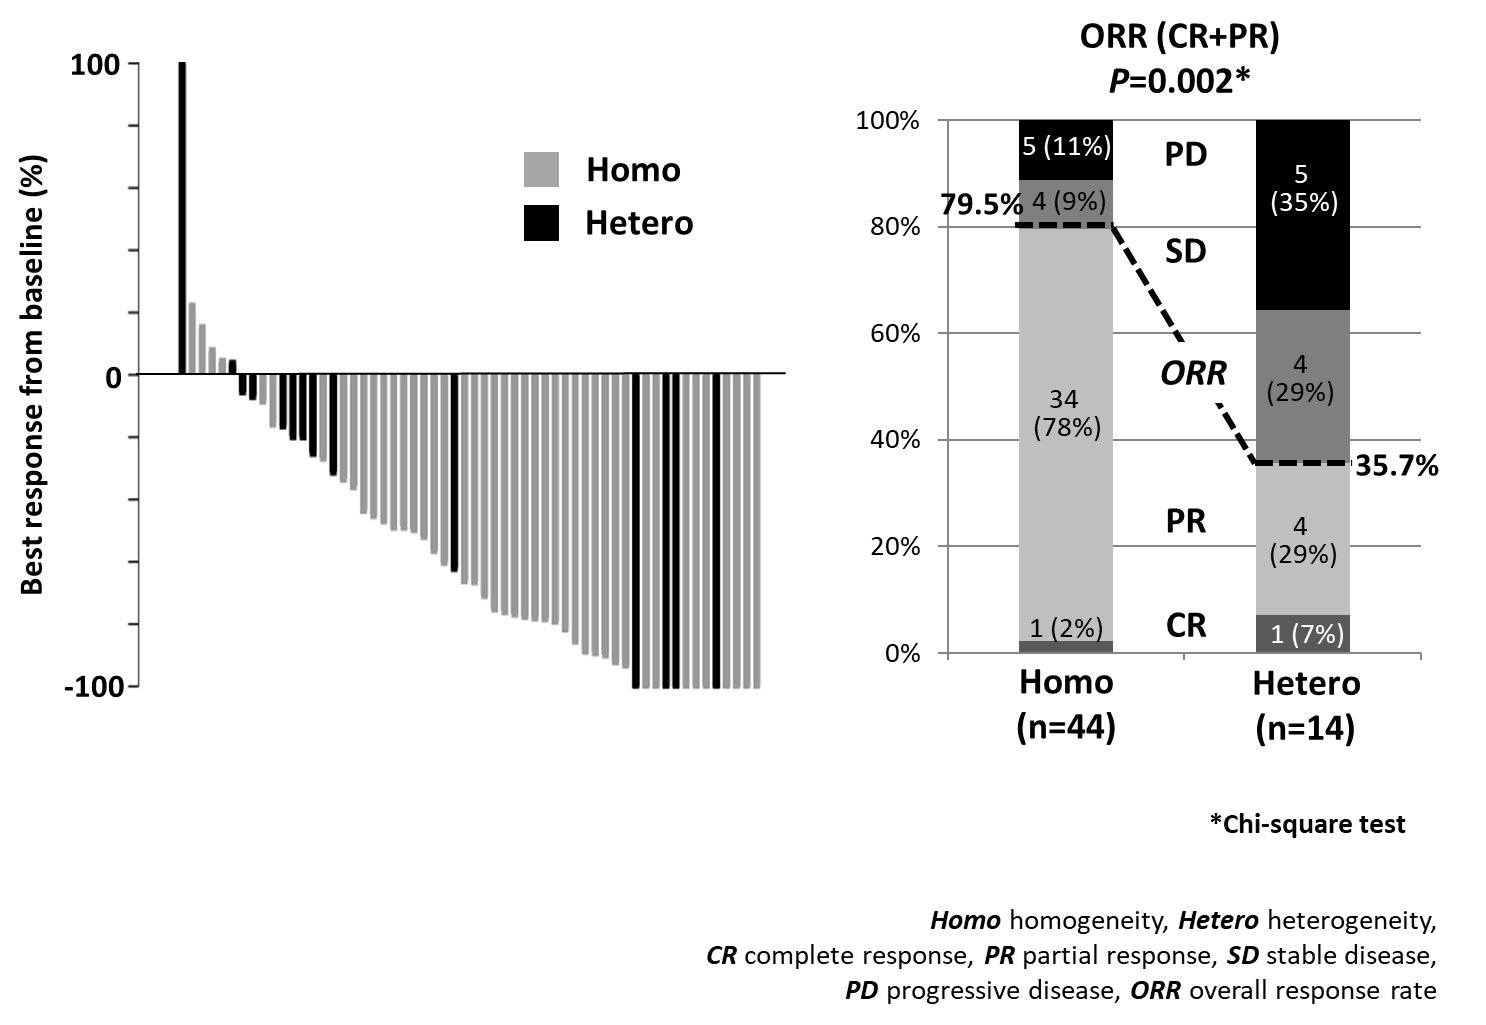 Best response from baseline (%)
100
0
-100
Homo
Hetero
ORR (CR+PR)
P=0.002*
100%
80%
60%
40%
20%
0%
79.5%
5 (11%)
4 (9%)
34
(78%)
1 (2%)
PD
SD
ORR
PR
CR
5
(35%)
4
(29%)
35.7%
4
(29%)
1 (7%)
Homo
(n=44)
Hetero
(n=14)
*Chi-square test
Homo homogeneity, Hetero heterogeneity,
CR complete response, PR partial response, SD stable disease,
PD progressive disease, ORR overall response rate